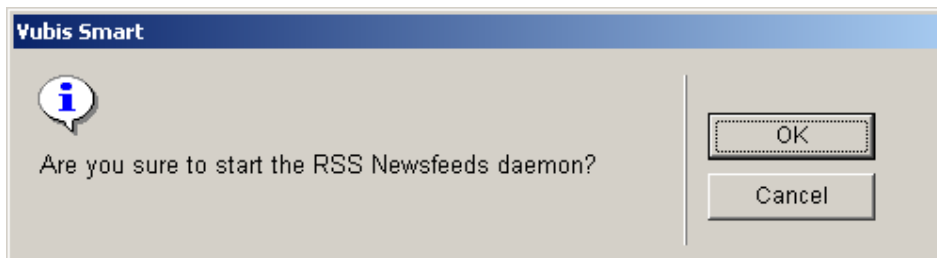 Vubis Smart
Are you sure to start the RSS Newsfeeds daemon?
OK
Cancel